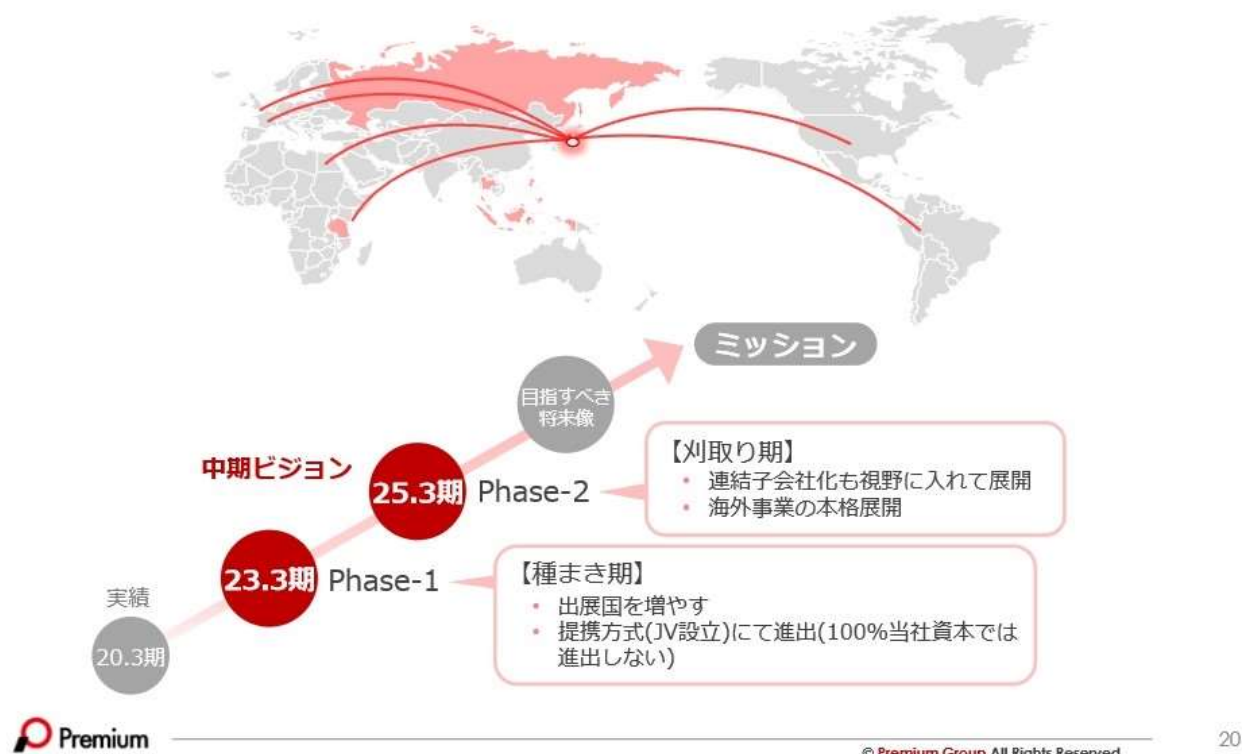 ミッション
目指すべき
将来像
【刈取り期】
• 連結子会社化も視野に入れて展開
• 海外事業の本格展開
中期ビジョン
25.3期 Phase-2
【種まき期】
• 出展国を増やす
• 提携方式(JV設立)にて進出(100%当社資本では
進出しない)
23.3期 Phase-1
実績
20.3期
Premium
© Premium Group All Rights Reserved
20